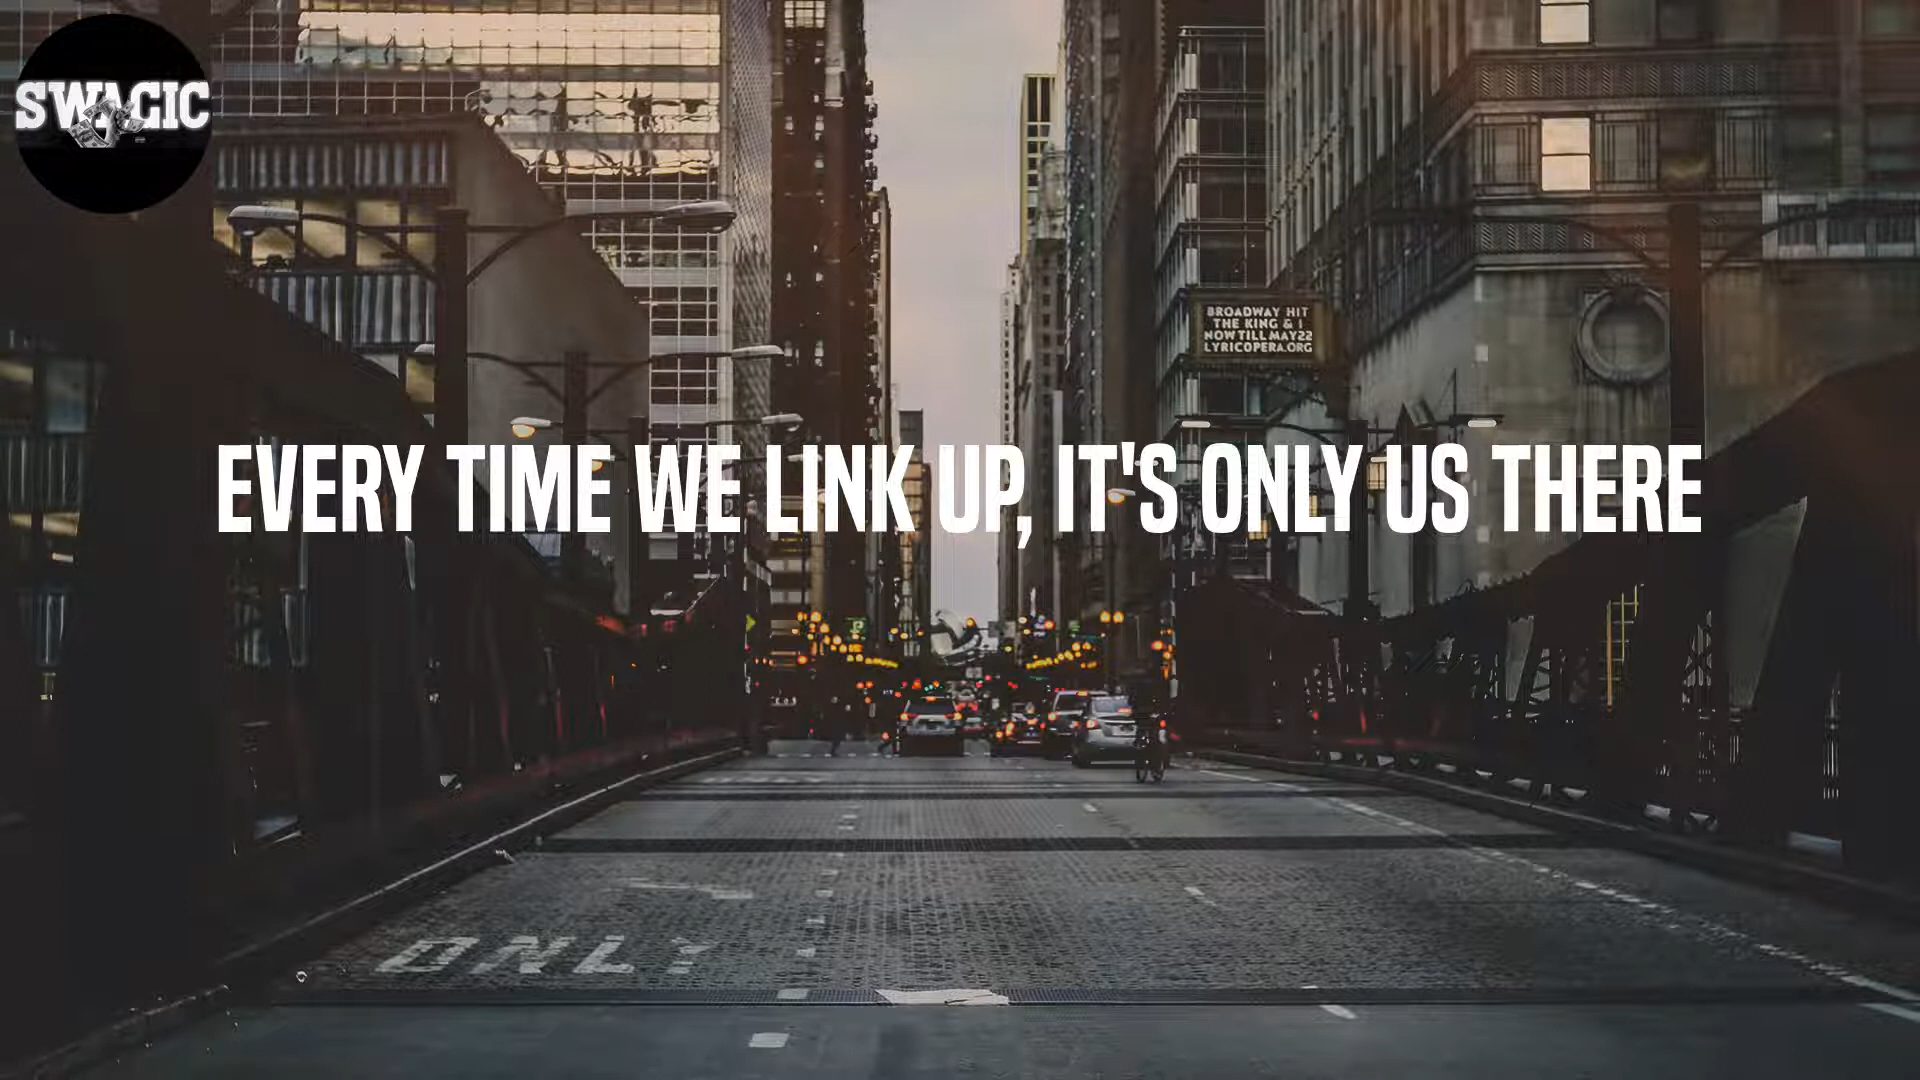 SWAGIC
BROADWAY HIT
THE KING & I
NOW TILL MAY 22
LYRICOPERA.ORG
EVERY TIME WE LINK UP, IT'S ONLY US THERE
ONLY